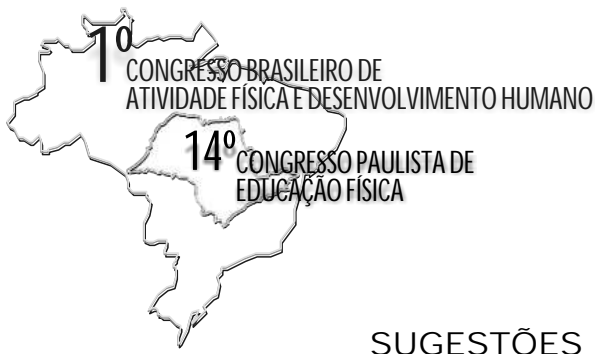 1º
CONGRESSO BRASILEIRO DE
ATIVIDADE FÍSICA E DESENVOLVIMENTO HUMANO
14º
CONGRESSO PAULISTA DE
EDUCAÇÃO FÍSICA
SUGESTÕES